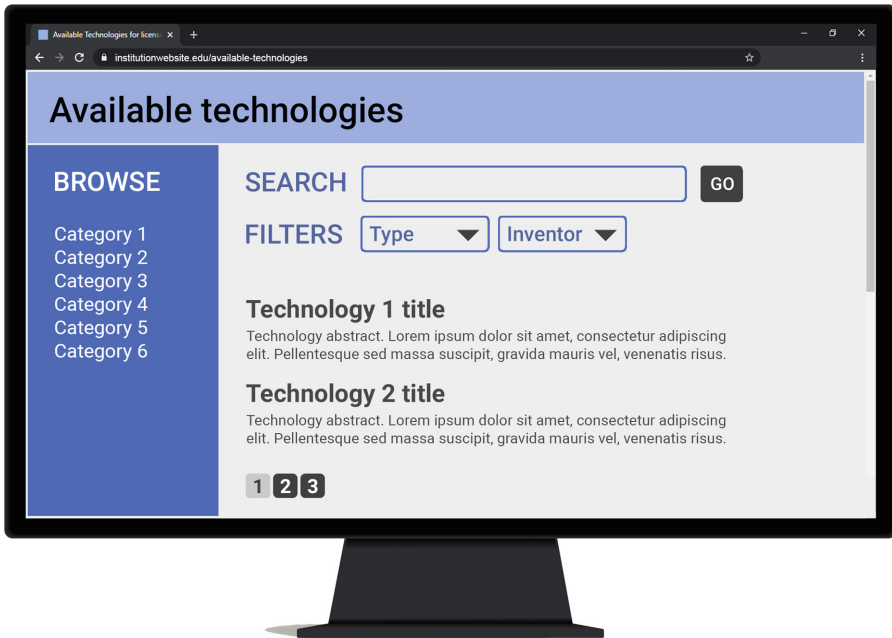 Available Technologies for licensi
institutionwebsite.edu/available-technologies
Available technologies
BROWSE
Category 1
Category 2
Category 3
Category 4
Category 5
Category 6
SEARCH GO
FILTERS Type Inventor
Technology 1 title
Technology abstract. Lorem ipsum dolor sit amet, consectetur adipiscing
elit. Pellentesque sed massa suscipit, gravida mauris vel, venenatis risus.
Technology 2 title
Technology abstract. Lorem ipsum dolor sit amet, consectetur adipiscing
elit. Pellentesque sed massa suscipit, gravida mauris vel, venenatis risus.
1 2 3